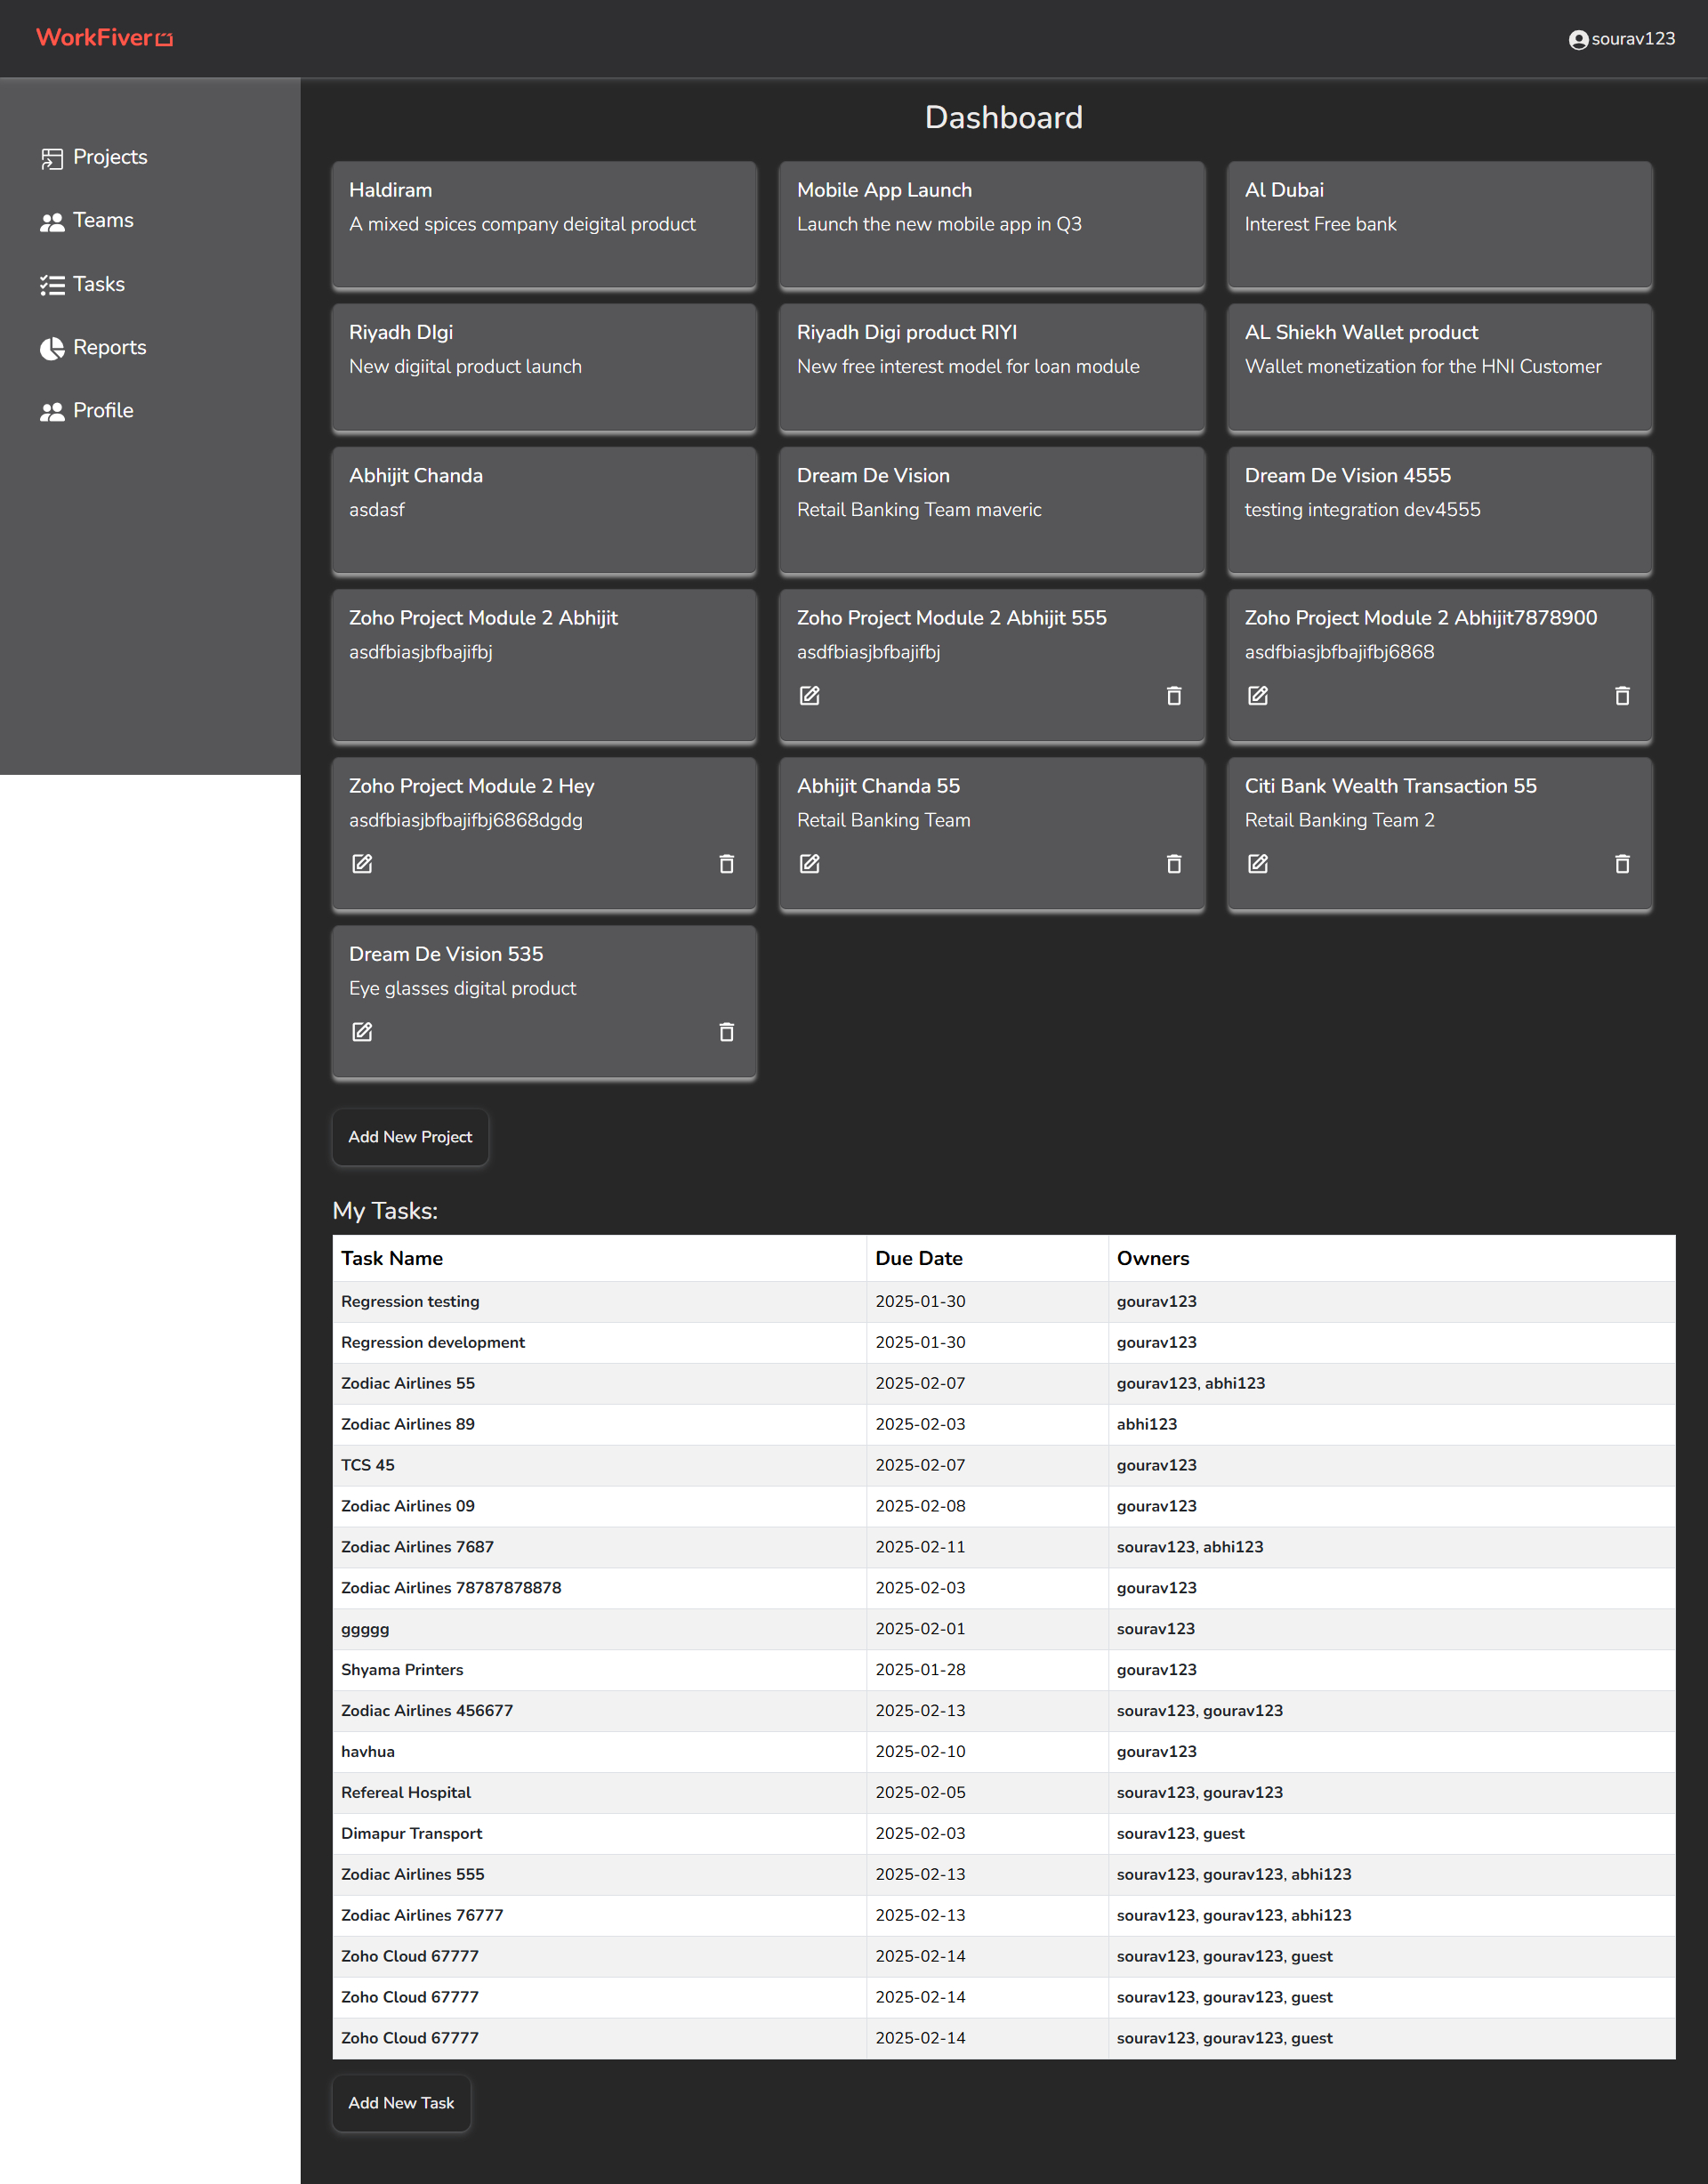 WorkFiver
sourav123
Projects
Teams
Tasks
Reports
Profile
Dashboard
Haldiram
A mixed spices company deigital product
Mobile App Launch
Launch the new mobile app in Q3
Al Dubai
Interest Free bank
Riyadh DIgi
New digiital product launch
Riyadh Digi product RIYI
New free interest model for loan module
AL Shiekh Wallet product
Wallet monetization for the HNI Customer
Abhijit Chanda
asdasf
Dream De Vision
Retail Banking Team maveric
Dream De Vision 4555
testing integration dev4555
Zoho Project Module 2 Abhijit
asdfbiasjbfbajifbj
Zoho Project Module 2 Abhijit 555
asdfbiasjbfbajifbj
Zoho Project Module 2 Abhijit7878900
asdfbiasjbfbajifbj6868
Zoho Project Module 2 Hey
asdfbiasjbfbajifbj6868dgdg
Abhijit Chanda 55
Retail Banking Team
Citi Bank Wealth Transaction 55
Retail Banking Team 2
Dream De Vision 535
Eye glasses digital product
Add New Project
My Tasks:
Task Name Due Date Owners
Regression testing 2025-01-30 gourav123
Regression development 2025-01-30 gourav123
Zodiac Airlines 55 2025-02-07 gourav123, abhi123
Zodiac Airlines 89 2025-02-03 abhi123
TCS 45 2025-02-07 gourav123
Zodiac Airlines 09 2025-02-08 gourav123
Zodiac Airlines 7687 2025-02-11 sourav123, abhi123
Zodiac Airlines 78787878878 2025-02-03 gourav123
ggggg 2025-02-01 sourav123
Shyama Printers 2025-01-28 gourav123
Zodiac Airlines 456677 2025-02-13 sourav123, gourav123
havhua 2025-02-10 gourav123
Refereal Hospital 2025-02-05 sourav123, gourav123
Dimapur Transport 2025-02-03 sourav123, guest
Zodiac Airlines 555 2025-02-13 sourav123, gourav123, abhi123
Zodiac Airlines 76777 2025-02-13 sourav123, gourav123, abhi123
Zoho Cloud 67777 2025-02-14 sourav123, gourav123, guest
Zoho Cloud 67777 2025-02-14 sourav123, gourav123, guest
Zoho Cloud 67777 2025-02-14 sourav123, gourav123, guest
Add New Task